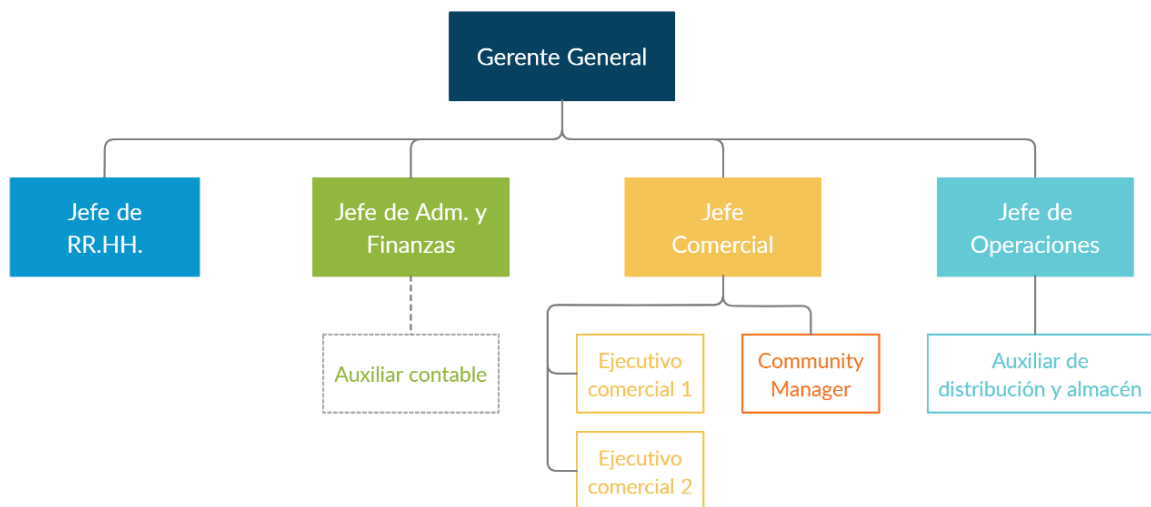 Gerente General
Jefe de
RR.HH.
Jefe de Adm. y
Finanzas
Jefe
Comercial
Jefe de
Operaciones
Auxiliar contable
Ejecutivo
comercial 1
Community
Manager
Auxiliar de
distribución y almacén
Ejecutivo
comercial 2